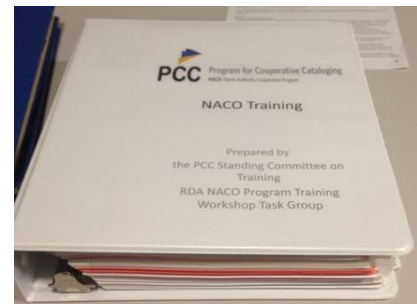 PCC Program for Cooperative Cataloging
NACO Name Authority Cooperative Program
NACO Training
Prepared by
the PCC Standing Committee on
Training
RDA NACO Program Training
Workshop Task Group